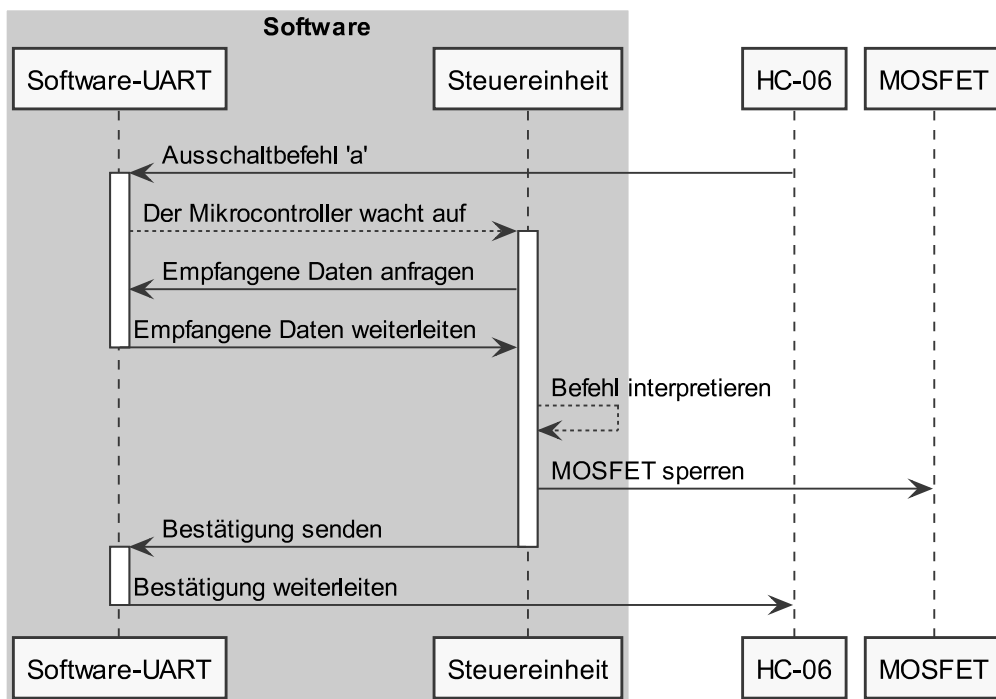 Software
Software-UART
Steuereinheit
HC-06
MOSFET
Ausschaltbefehl 'a'
Der Mikrocontroller wacht auf
Empfangene Daten anfragen
Empfangene Daten weiterleiten
Befehl interpretieren
MOSFET sperren
Bestätigung senden
Bestätigung weiterleiten
Software-UART
Steuereinheit
HC-06
MOSFET